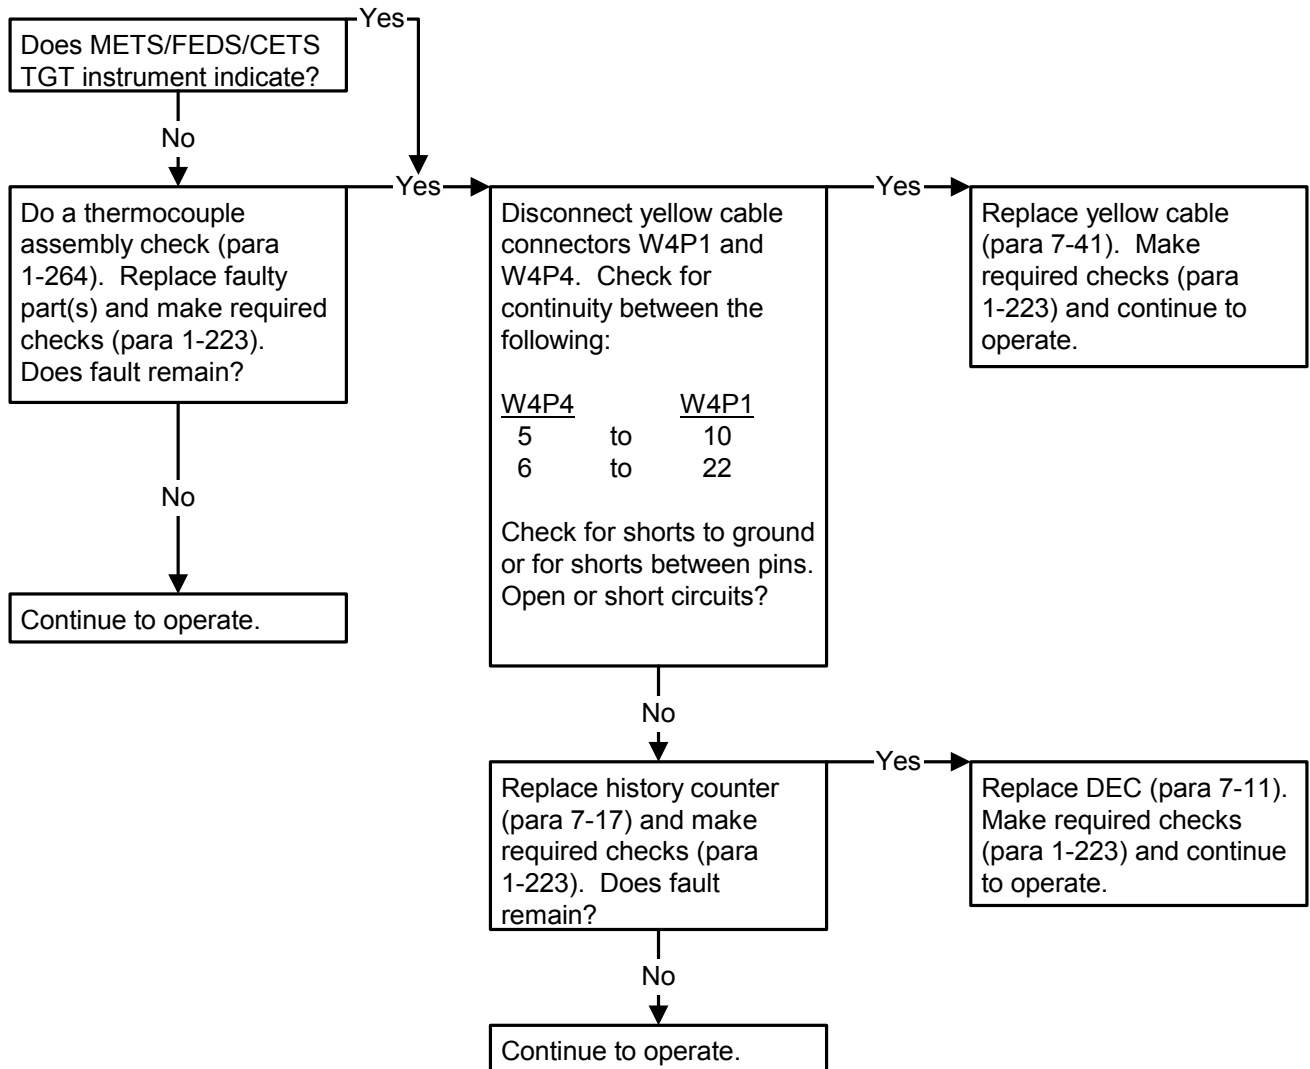 Does METS/FEDS/CETS
TGT instrument indicate?
Yes
No
Do a thermocouple
assembly check (para
1-264).  Replace faulty
part(s) and make required
checks (para 1-223).
Does fault remain?
Yes
No
Continue to operate.
Disconnect yellow cable
connectors W4P1 and
W4P4.  Check for
continuity between the
following:
W4P4 W4P1
5 to 10
6 to 22
Check for shorts to ground
or for shorts between pins.
Open or short circuits?
Yes
Replace yellow cable
(para 7-41).  Make
required checks (para
1-223) and continue to
operate.
No
Replace history counter
(para 7-17) and make
required checks (para
1-223).  Does fault
remain?
Yes
Replace DEC (para 7-11).
Make required checks
(para 1-223) and continue
to operate.
No
Continue to operate.